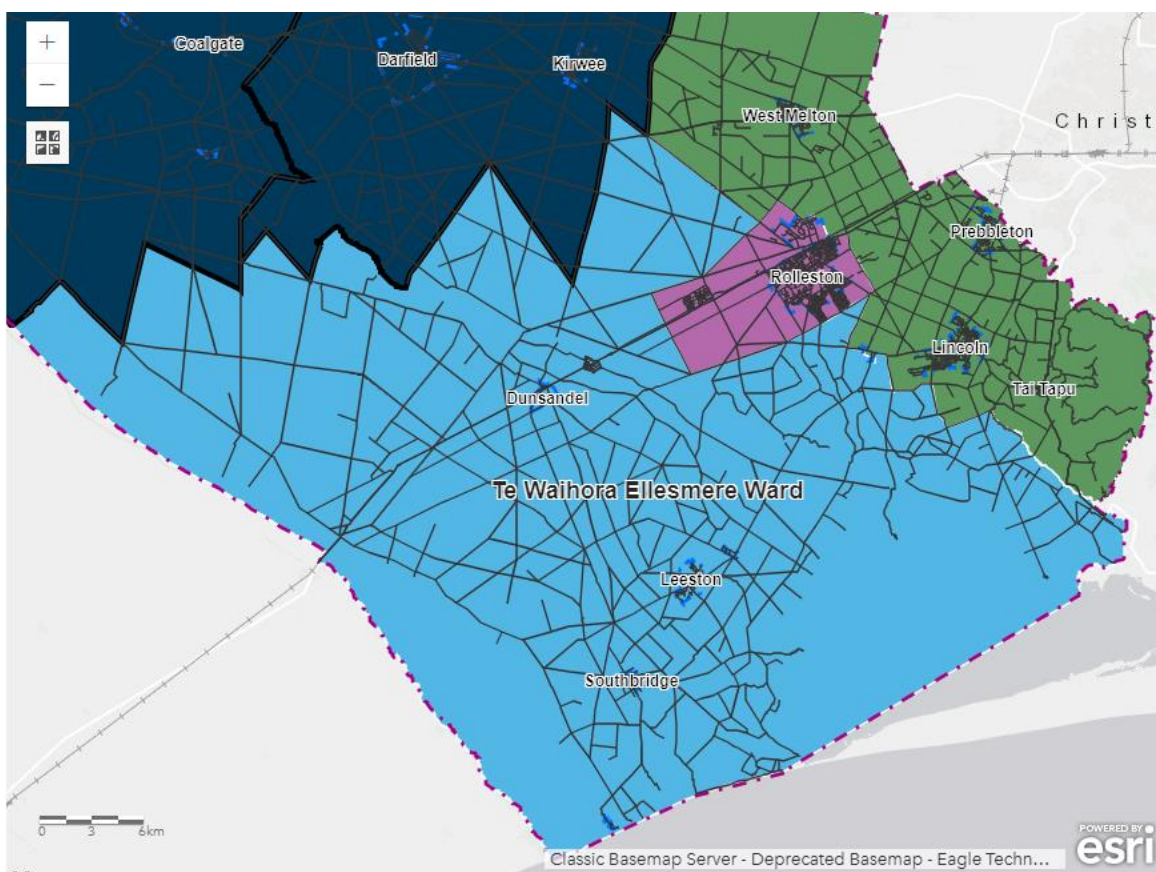 +
−
Coalgate
Darfield
Kirwee
West Melton
Christ
Prebbleton
Rolleston
Lincoln
Tai Tapu
Dunsandel
Te Waihora Ellesmere Ward
Leeston
Southbridge
0 3 6km
POWERED BY
esri
Classic Basemap Server - Deprecated Basemap - Eagle Techn...